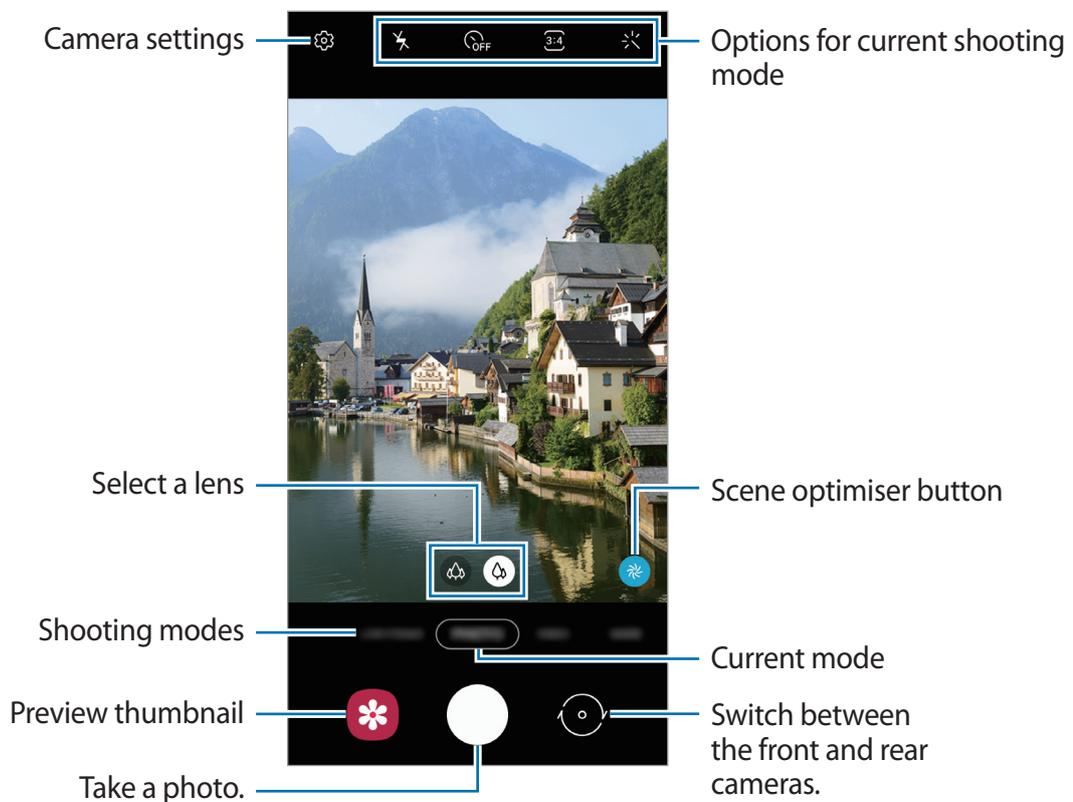 Camera settings
OFF
3:4
Options for current shooting
mode
Select a lens
Scene optimiser button
Shooting modes
Current mode
Preview thumbnail
Switch between
the front and rear
cameras.
Take a photo.